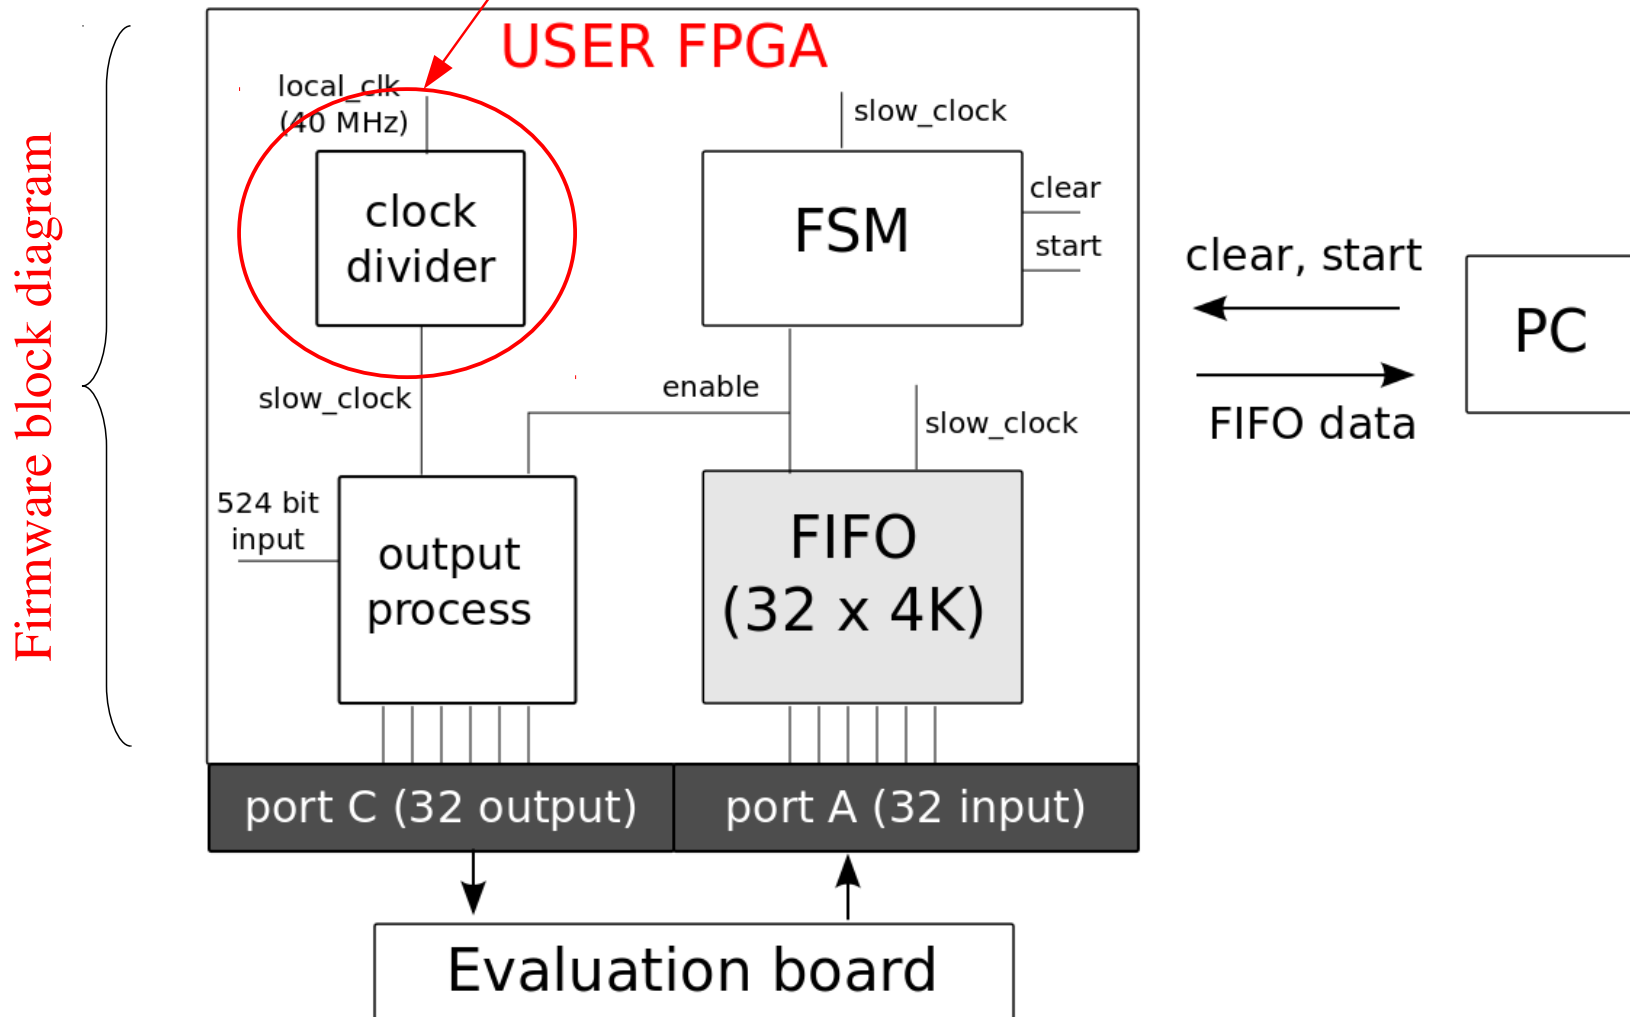 USER FPGA
local_clk
(40 MHz)
slow_clock
clock
divider
FSM
clear
start
clear, start
PC
FIFO data
Firmware block diagram
slow_clock
enable
slow_clock
524 bit
input
output
process
FIFO
(32 x 4K)
port C (32 output)
port A (32 input)
Evaluation board